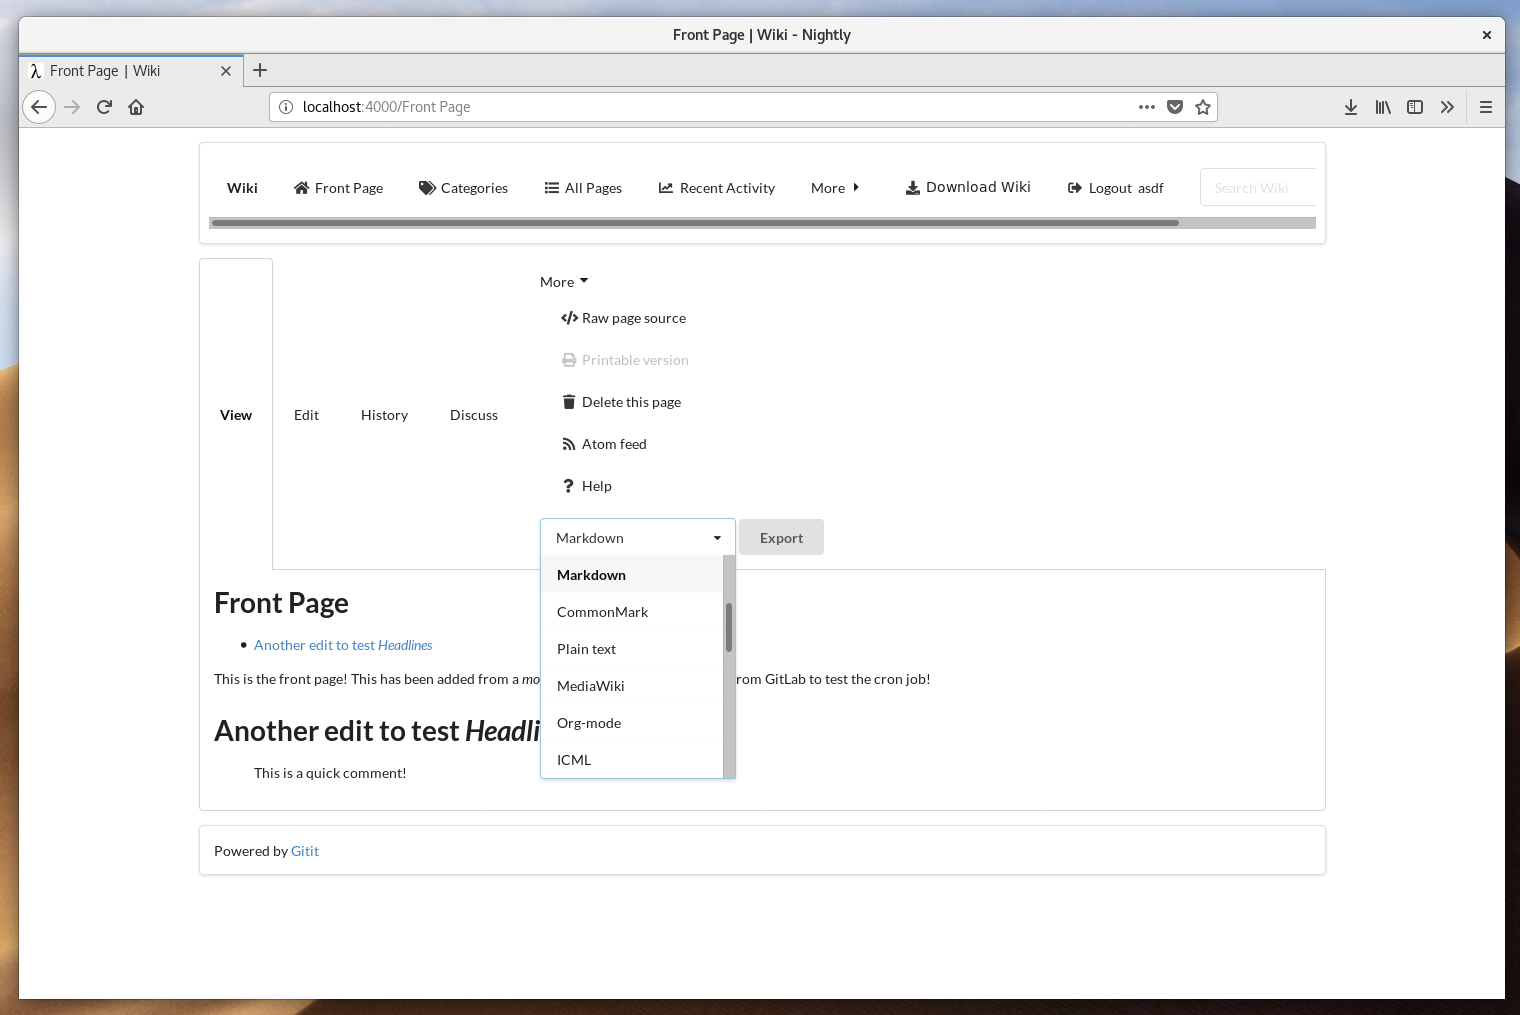 Front Page | Wiki - Nightly
Front Page | Wiki
localhost:4000/Front Page
Wiki Front Page Categories All Pages Recent Activity More Download Wiki Logout asdf Search Wiki
More
Raw page source
Printable version
Delete this page
View Edit History Discuss
Atom feed
Help
Markdown Export
Markdown
CommonMark
Plain text
MediaWiki
Org-mode
ICML
Front Page
Another edit to test Headlines
This is the front page! This has been added from a mo
rom GitLab to test the cron job!
Another edit to test Headli
This is a quick comment!
Powered by Gitit